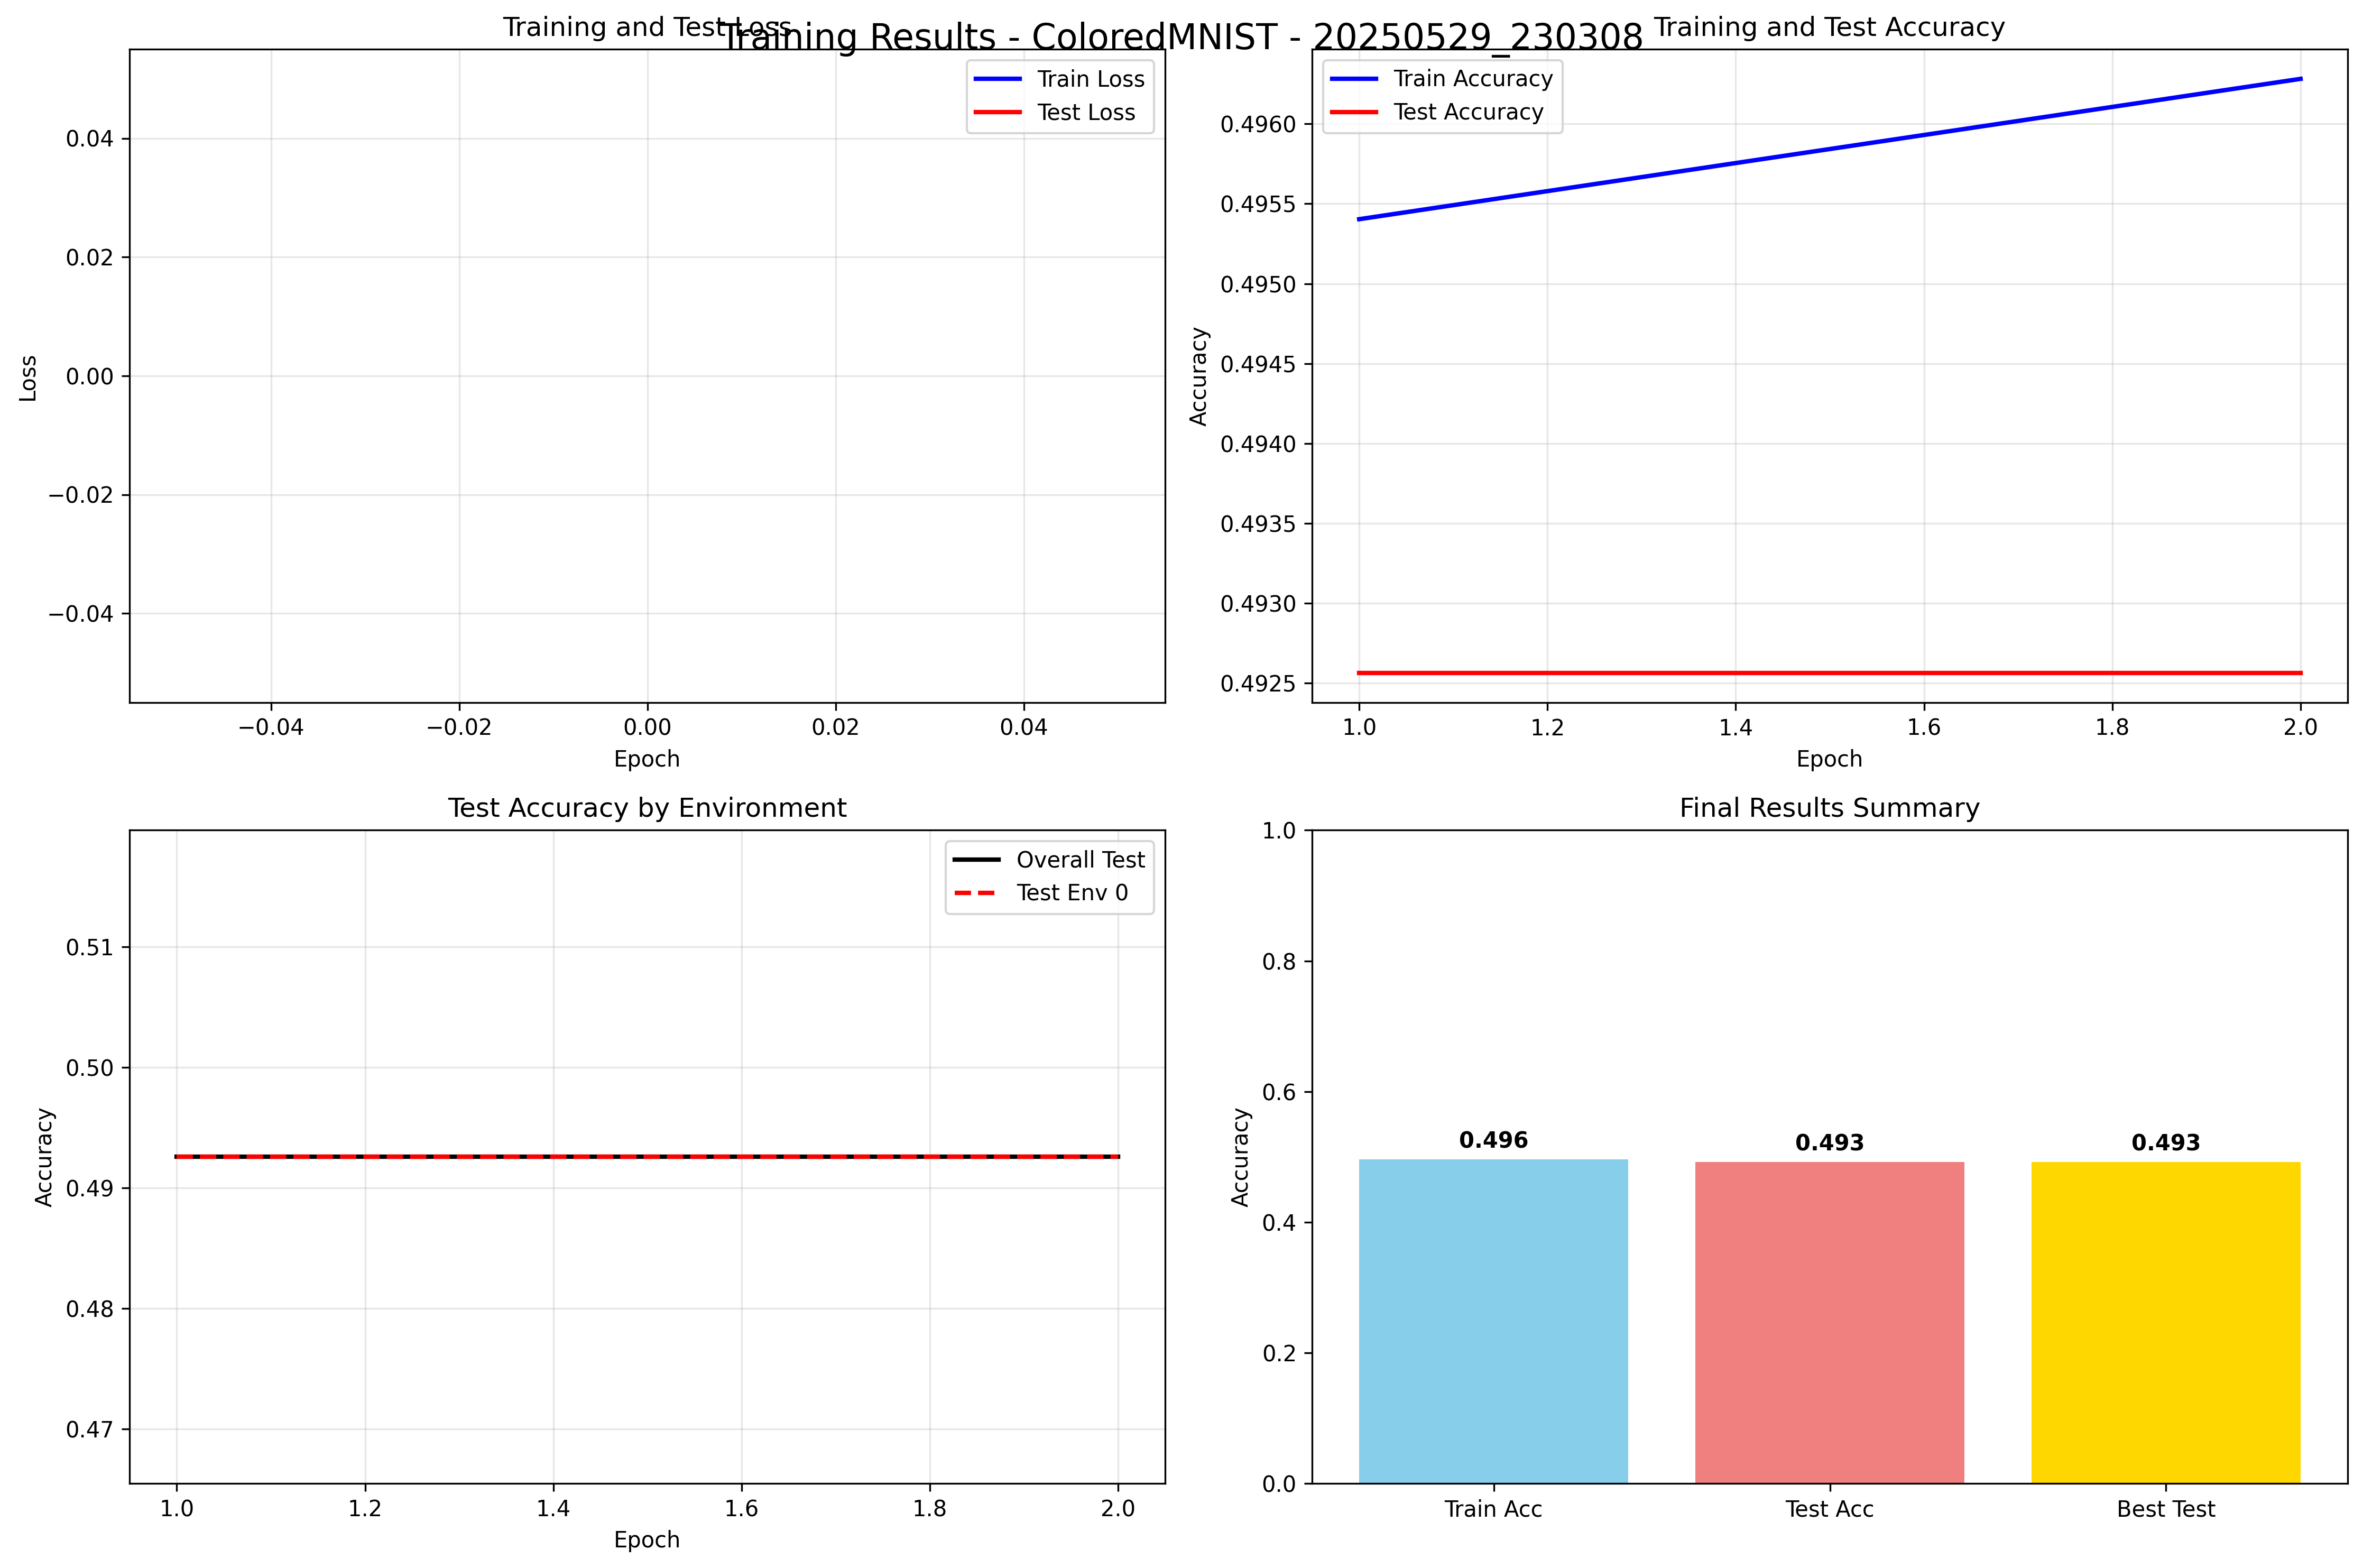 Training Results - ColoredMNIST - 20250529_230308
Training and Test Loss
Train Loss
Test Loss
0.04
0.02
0.00
−0.02
−0.04
Loss
−0.04 −0.02 0.00 0.02 0.04
Epoch
Training and Test Accuracy
Train Accuracy
Test Accuracy
0.4960
0.4955
0.4950
0.4945
0.4940
0.4935
0.4930
0.4925
Accuracy
1.0 1.2 1.4 1.6 1.8 2.0
Epoch
Test Accuracy by Environment
Overall Test
Test Env 0
0.51
0.50
0.49
0.48
0.47
Accuracy
1.0 1.2 1.4 1.6 1.8 2.0
Epoch
Final Results Summary
1.0
0.8
0.6
0.4
0.2
0.0
Accuracy
0.496 0.493 0.493
Train Acc Test Acc Best Test